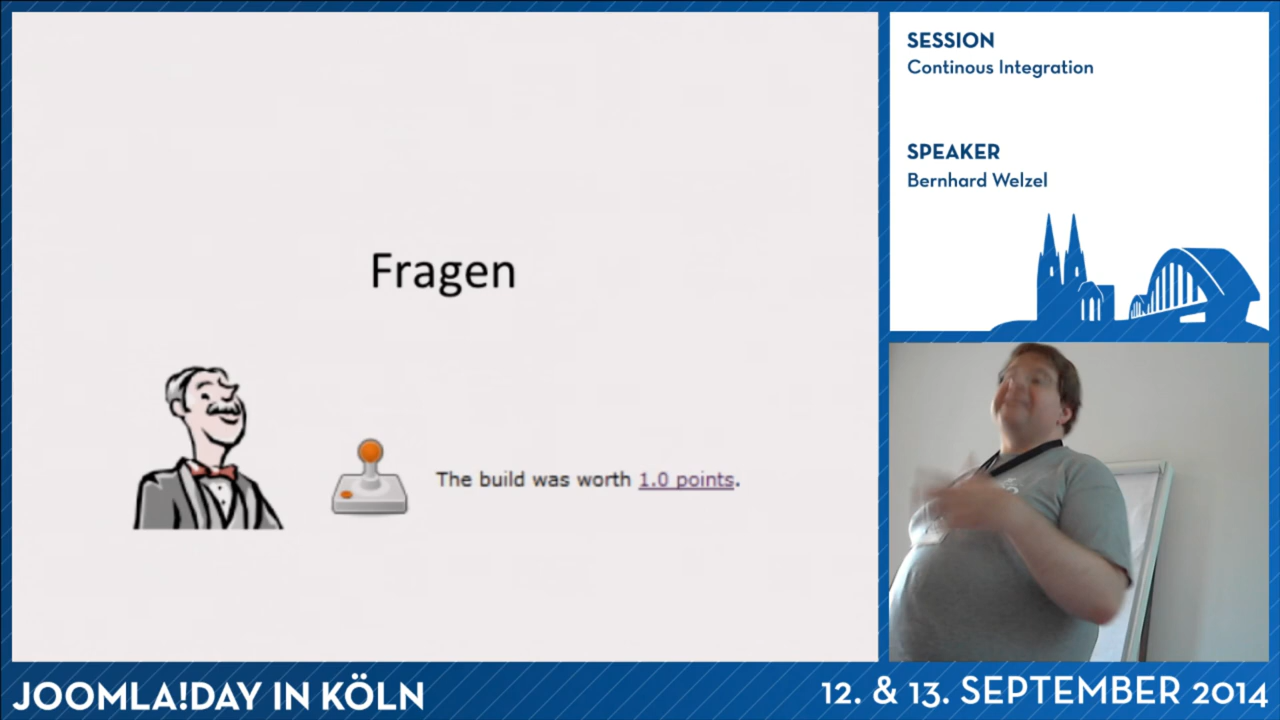 Fragen
The build was worth 1.0 points.
SESSION
Continous Integration
SPEAKER
Bernhard Welzel
JOOMLA!DAY IN KÖLN
12. & 13. SEPTEMBER 2014